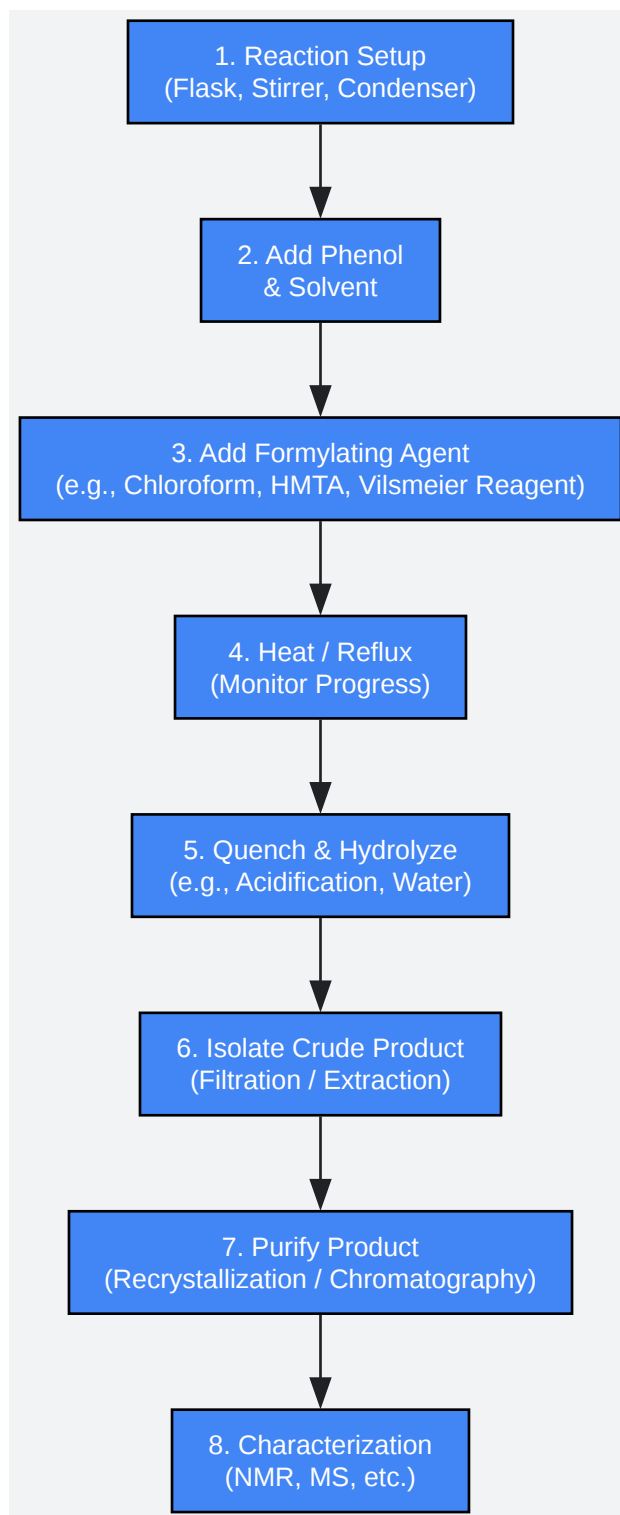 1. Reaction Setup
(Flask, Stirrer, Condenser)
2. Add Phenol
& Solvent
3. Add Formylating Agent
(e.g., Chloroform, HMTA, Vilsmeier Reagent)
4. Heat / Reflux
(Monitor Progress)
5. Quench & Hydrolyze
(e.g., Acidification, Water)
6. Isolate Crude Product
(Filtration / Extraction)
7. Purify Product
(Recrystallization / Chromatography)
8. Characterization
(NMR, MS, etc.)